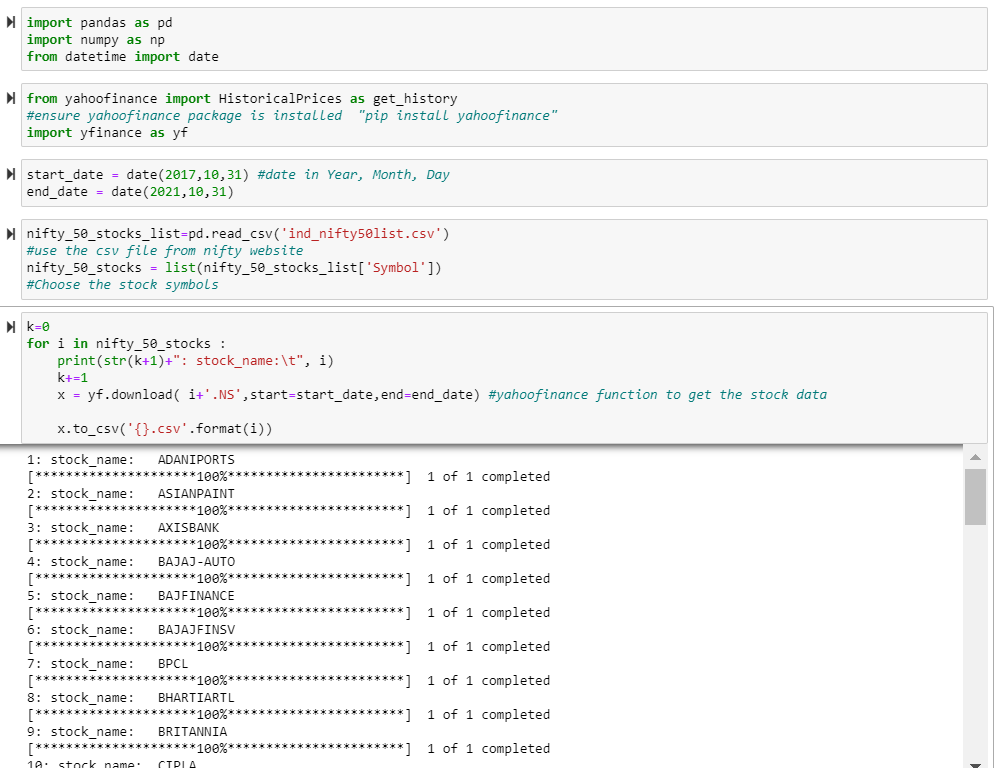 import pandas as pd
import numpy as np
from datetime import date
from yahoofinance import HistoricalPrices as get_history
#ensure yahoofinance package is installed  "pip install yahoofinance"
import yfinance as yf
start_date = date(2017,10,31) #date in Year, Month, Day
end_date = date(2021,10,31)
nifty_50_stocks_list=pd.read_csv('ind_nifty50list.csv')
#use the csv file from nifty website
nifty_50_stocks = list(nifty_50_stocks_list['Symbol'])
#Choose the stock symbols
k=0
for i in nifty_50_stocks :
    print(str(k+1)+": stock_name:\t", i)
    k+=1
    x = yf.download( i+'.NS',start=start_date,end=end_date) #yahoofinance function to get the stock data
    x.to_csv('{}.csv'.format(i))
1: stock_name:   ADANIPORTS
[*********************100%***********************]  1 of 1 completed
2: stock_name:   ASIANPAINT
[*********************100%***********************]  1 of 1 completed
3: stock_name:   AXISBANK
[*********************100%***********************]  1 of 1 completed
4: stock_name:   BAJAJ-AUTO
[*********************100%***********************]  1 of 1 completed
5: stock_name:   BAJFINANCE
[*********************100%***********************]  1 of 1 completed
6: stock_name:   BAJAJFINSV
[*********************100%***********************]  1 of 1 completed
7: stock_name:   BPCL
[*********************100%***********************]  1 of 1 completed
8: stock_name:   BHARTIARTL
[*********************100%***********************]  1 of 1 completed
9: stock_name:   BRITANNIA
[*********************100%***********************]  1 of 1 completed
10: stock_name:   CIPLA